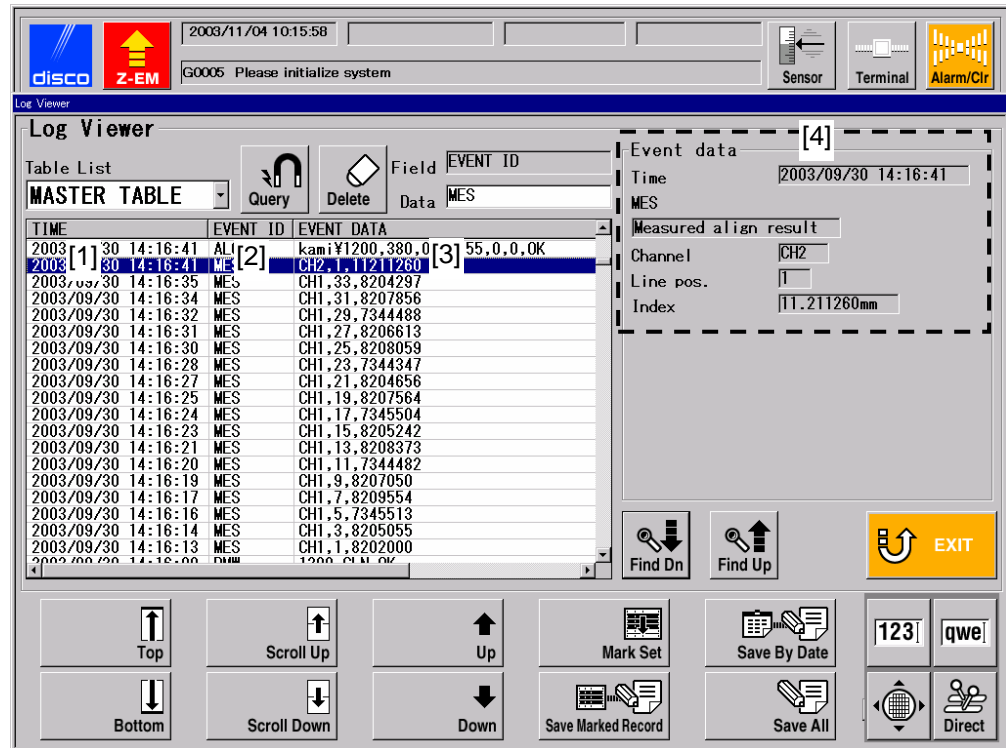 disco
Z-EM
2003/11/04 10:15:58
G0005 Please initialize system
Sensor
Terminal
Alarm/Clr
Log Viewer
Log Viewer
Table List
MASTER TABLE
Query
Delete
Field EVENT ID
Data MES
TIME EVENT ID EVENT DATA
[1] [2] [3]
2003 30 14:16:41 kami¥1200,380,0 55,0,0,OK
2003 30 14:16:41 CH2,1,11211260
2003/09/30 14:16:35 MES CH1,33,8204297
2003/09/30 14:16:34 MES CH1,31,8207856
2003/09/30 14:16:32 MES CH1,29,7344488
2003/09/30 14:16:31 MES CH1,27,8206613
2003/09/30 14:16:30 MES CH1,25,8208059
2003/09/30 14:16:28 MES CH1,23,7344347
2003/09/30 14:16:27 MES CH1,21,8204656
2003/09/30 14:16:25 MES CH1,19,8207564
2003/09/30 14:16:24 MES CH1,17,7345504
2003/09/30 14:16:23 MES CH1,15,8205242
2003/09/30 14:16:21 MES CH1,13,8208373
2003/09/30 14:16:20 MES CH1,11,7344482
2003/09/30 14:16:19 MES CH1,9,8207050
2003/09/30 14:16:17 MES CH1,7,8209554
2003/09/30 14:16:16 MES CH1,5,7345513
2003/09/30 14:16:14 MES CH1,3,8205055
2003/09/30 14:16:13 MES CH1,1,8202000
[4]
Event data
Time 2003/09/30 14:16:41
MES
Measured align result
Channel CH2
Line pos. 1
Index 11.211260mm
Find Dn
Find Up
EXIT
Top
Scroll Up
Up
Mark Set
Save By Date
123
qwe
Bottom
Scroll Down
Down
Save Marked Record
Save All
Direct